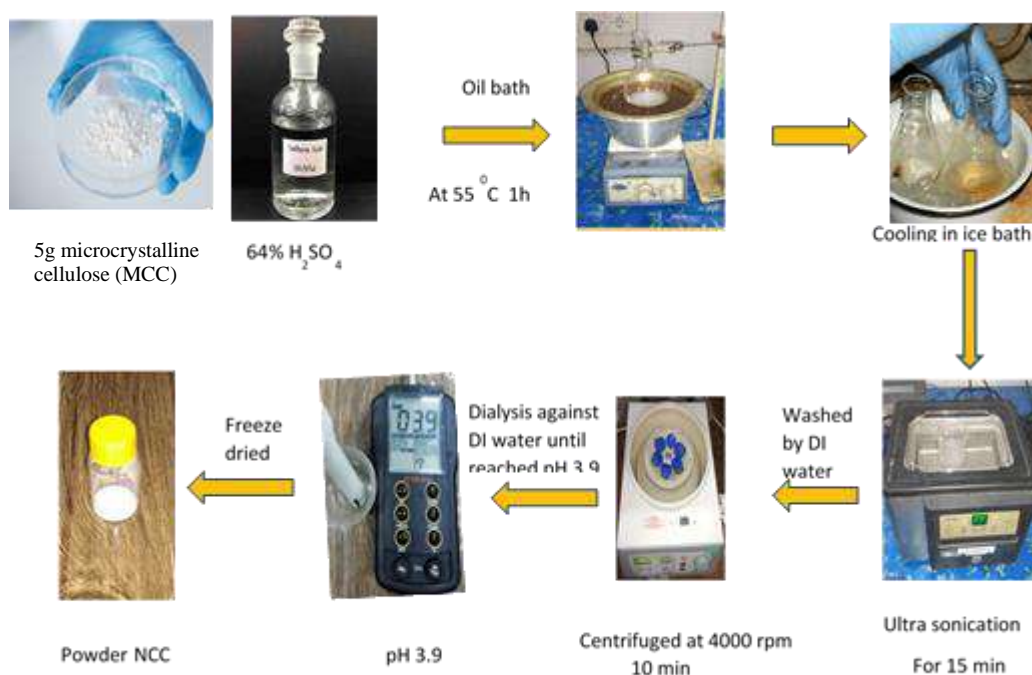 Oil bath
At 55 °C 1h
5g microcrystalline
cellulose (MCC)
64% H₂SO₄
Cooling in ice bath
Freeze
dried
039
Dialysis against
DI water until
reached pH 3.9
Washed
by DI
water
Powder NCC
pH 3.9
Centrifuged at 4000 rpm
10 min
Ultra sonication
For 15 min